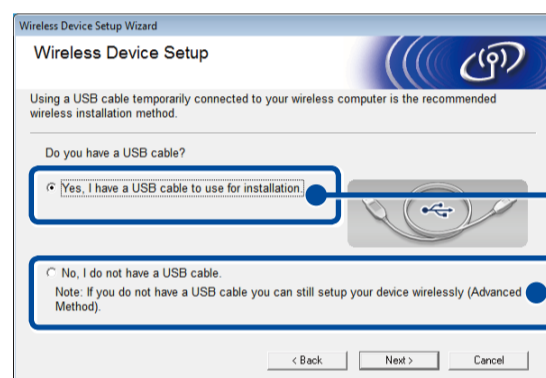 Wireless Device Setup Wizard
Wireless Device Setup
Using a USB cable temporarily connected to your wireless computer is the recommended
wireless installation method.
Do you have a USB cable?
Yes, I have a USB cable to use for installation.
No, I do not have a USB cable.
Note: If you do not have a USB cable you can still setup your device wirelessly (Advanced
Method).
< Back Next > Cancel